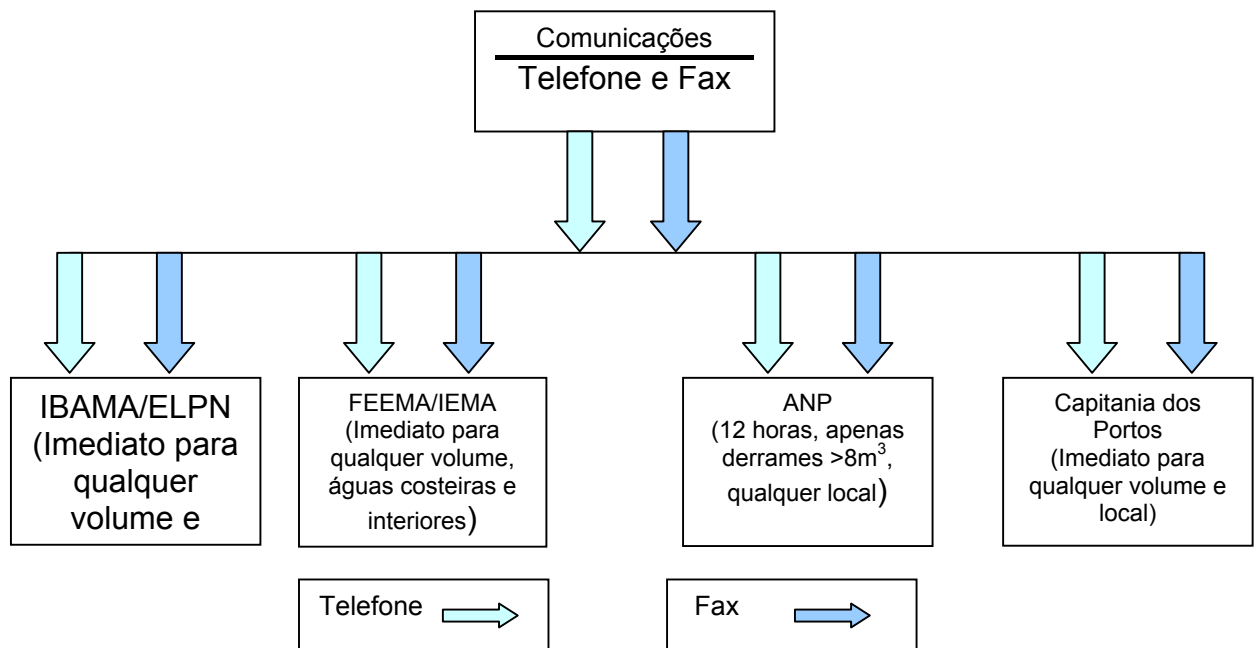 Comunicações
Telefone e Fax
IBAMA/ELPN
(Imediato para
qualquer
volume e
FEEMA/IEMA
(Imediato para
qualquer volume,
águas costeiras e
interiores)
ANP
(12 horas, apenas
derrames >8m³,
qualquer local)
Capitania dos
Portos
(Imediato para
qualquer volume e
local)
Telefone
Fax